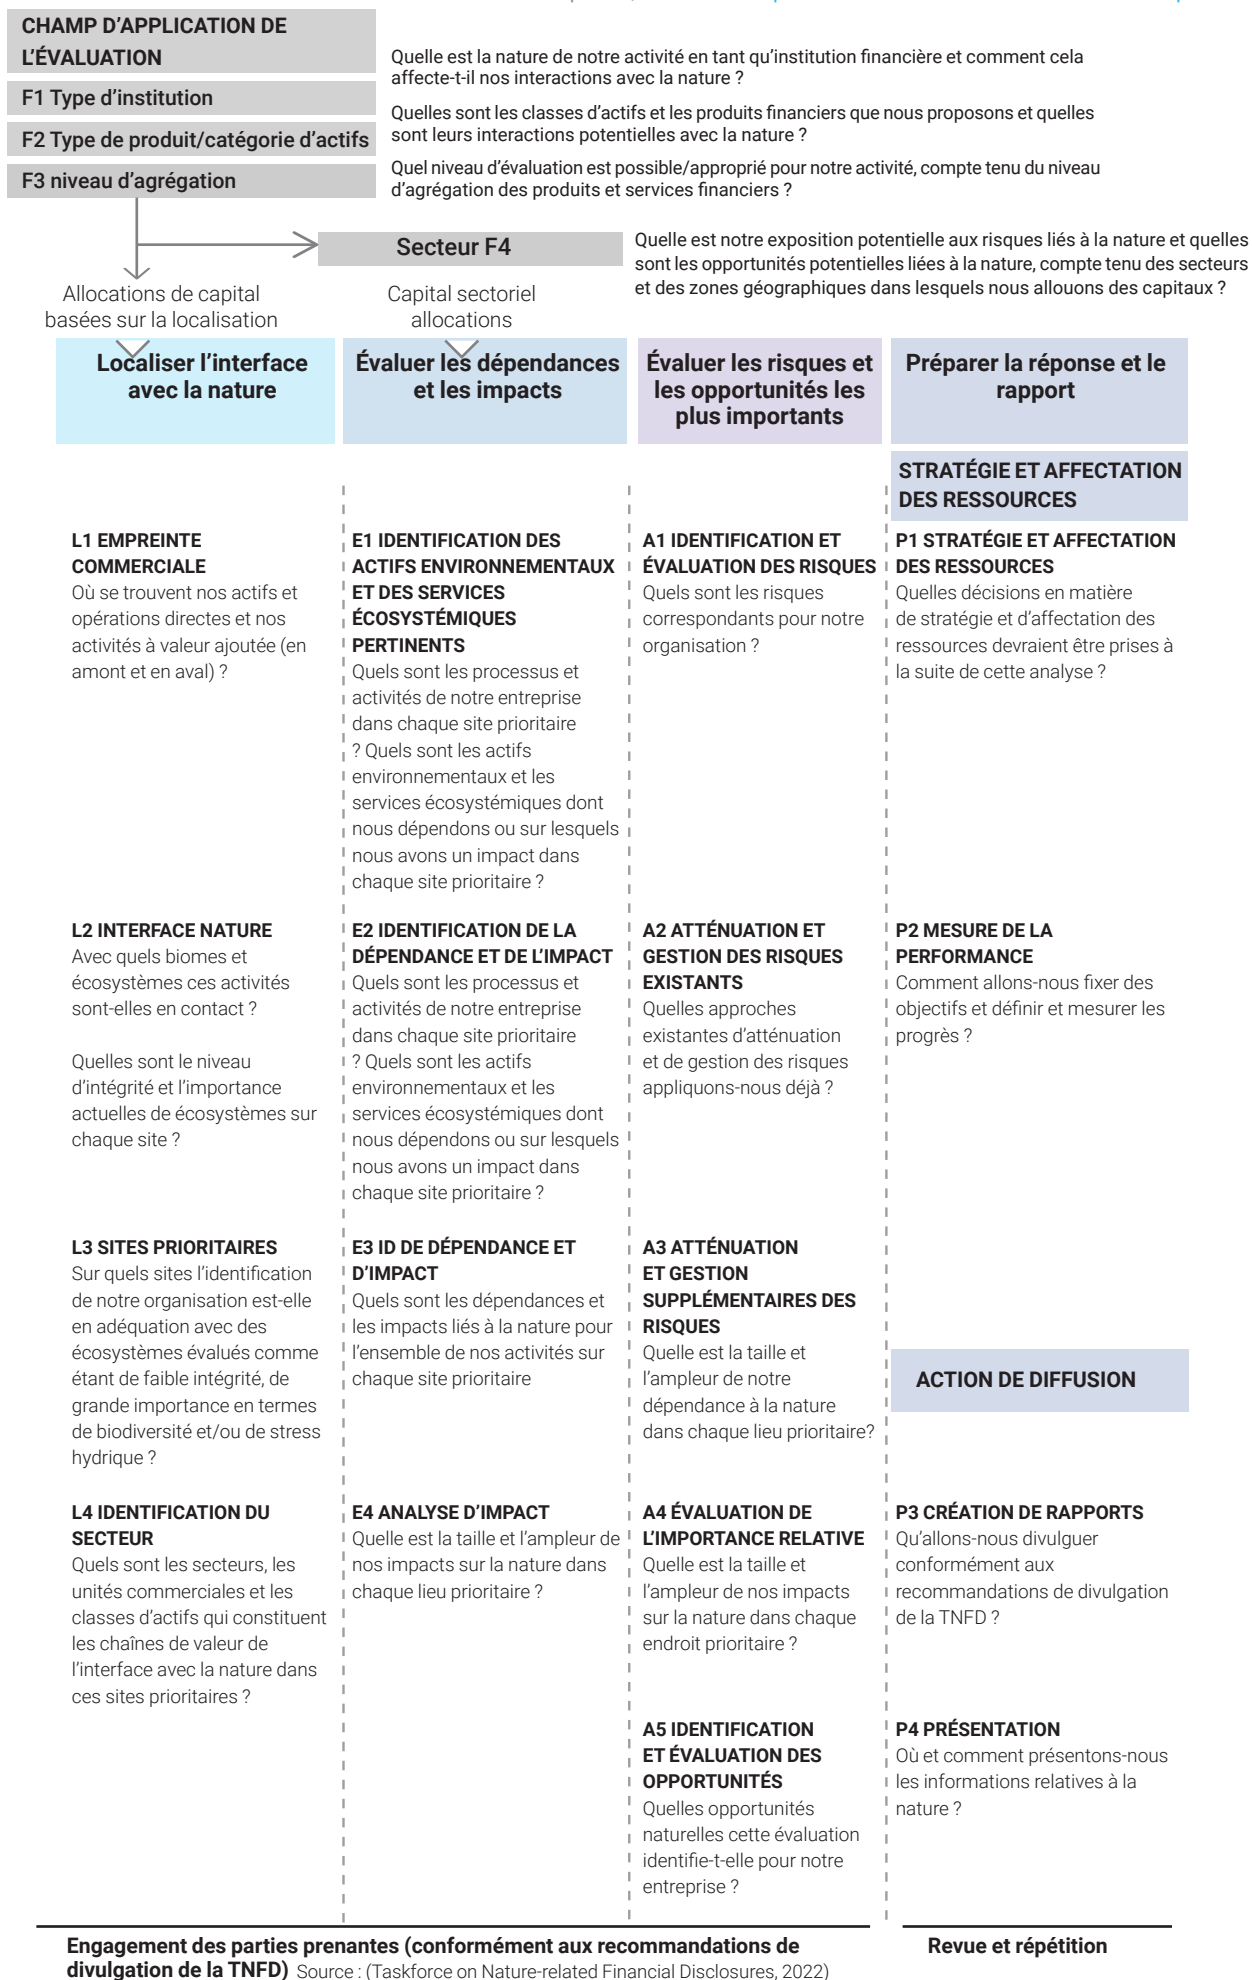 CHAMP D'APPLICATION DE
L'ÉVALUATION
Quelle est la nature de notre activité en tant qu'institution financière et comment cela
affecte-t-il nos interactions avec la nature ?
F1 Type d'institution
Quelles sont les classes d'actifs et les produits financiers que nous proposons et quelles
sont leurs interactions potentielles avec la nature ?
F2 Type de produit/catégorie d'actifs
Quel niveau d'évaluation est possible/approprié pour notre activité, compte tenu du niveau
d'agrégation des produits et services financiers ?
F3 niveau d'agrégation
Secteur F4
Quelle est notre exposition potentielle aux risques liés à la nature et quelles
sont les opportunités potentielles liées à la nature, compte tenu des secteurs
et des zones géographiques dans lesquels nous allouons des capitaux ?
Allocations de capital
basées sur la localisation
Capital sectoriel
allocations
Localiser l'interface
avec la nature
L1 EMPREINTE
COMMERCIALE
Où se trouvent nos actifs et
opérations directes et nos
activités à valeur ajoutée (en
amont et en aval) ?
L2 INTERFACE NATURE
Avec quels biomes et
écosystèmes ces activités
sont-elles en contact ?
Quelles sont le niveau
d'intégrité et l'importance
actuelles de écosystèmes sur
chaque site ?
L3 SITES PRIORITAIRES
Sur quels sites l'identification
de notre organisation est-elle
en adéquation avec des
écosystèmes évalués comme
étant de faible intégrité, de
grande importance en termes
de biodiversité et/ou de stress
hydrique ?
L4 IDENTIFICATION DU
SECTEUR
Quels sont les secteurs, les
unités commerciales et les
classes d'actifs qui constituent
les chaînes de valeur de
l'interface avec la nature dans
ces sites prioritaires ?
Évaluer les dépendances
et les impacts
E1 IDENTIFICATION DES
ACTIFS ENVIRONNEMENTAUX
ET DES SERVICES
ÉCOSYSTÉMIQUES
PERTINENTS
Quels sont les processus et
activités de notre entreprise
dans chaque site prioritaire
? Quels sont les actifs
environnementaux et les
services écosystémiques dont
nous dépendons ou sur lesquels
nous avons un impact dans
chaque site prioritaire ?
E2 IDENTIFICATION DE LA
DÉPENDANCE ET DE L'IMPACT
Quels sont les processus et
activités de notre entreprise
dans chaque site prioritaire
? Quels sont les actifs
environnementaux et les
services écosystémiques dont
nous dépendons ou sur lesquels
nous avons un impact dans
chaque site prioritaire ?
E3 ID DE DÉPENDANCE ET
D'IMPACT
Quels sont les dépendances et
les impacts liés à la nature pour
l'ensemble de nos activités sur
chaque site prioritaire
E4 ANALYSE D'IMPACT
Quelle est la taille et l'ampleur de
nos impacts sur la nature dans
chaque lieu prioritaire ?
Évaluer les risques et
les opportunités les
plus importants
A1 IDENTIFICATION ET
ÉVALUATION DES RISQUES
Quels sont les risques
correspondants pour notre
organisation ?
A2 ATTÉNUATION ET
GESTION DES RISQUES
EXISTANTS
Quelles approches
existantes d'atténuation
et de gestion des risques
appliquons-nous déjà ?
A3 ATTÉNUATION
ET GESTION
SUPPLÉMENTAIRES DES
RISQUES
Quelle est la taille et
l'ampleur de notre
dépendance à la nature
dans chaque lieu prioritaire?
A4 ÉVALUATION DE
L'IMPORTANCE RELATIVE
Quelle est la taille et
l'ampleur de nos impacts
sur la nature dans chaque
endroit prioritaire ?
A5 IDENTIFICATION
ET ÉVALUATION DES
OPPORTUNITÉS
Quelles opportunités
naturelles cette évaluation
identifie-t-elle pour notre
entreprise ?
Préparer la réponse et le
rapport
STRATÉGIE ET AFFECTATION
DES RESSOURCES
P1 STRATÉGIE ET AFFECTATION
DES RESSOURCES
Quelles décisions en matière
de stratégie et d'affectation des
ressources devraient être prises à
la suite de cette analyse ?
P2 MESURE DE LA
PERFORMANCE
Comment allons-nous fixer des
objectifs et définir et mesurer les
progrès ?
ACTION DE DIFFUSION
P3 CRÉATION DE RAPPORTS
Qu'allons-nous divulguer
conformément aux
recommandations de divulgation
de la TNFD ?
P4 PRÉSENTATION
Où et comment présentons-nous
les informations relatives à la
nature ?
Engagement des parties prenantes (conformément aux recommandations de
divulgation de la TNFD) Source : (Taskforce on Nature-related Financial Disclosures, 2022)
Revue et répétition